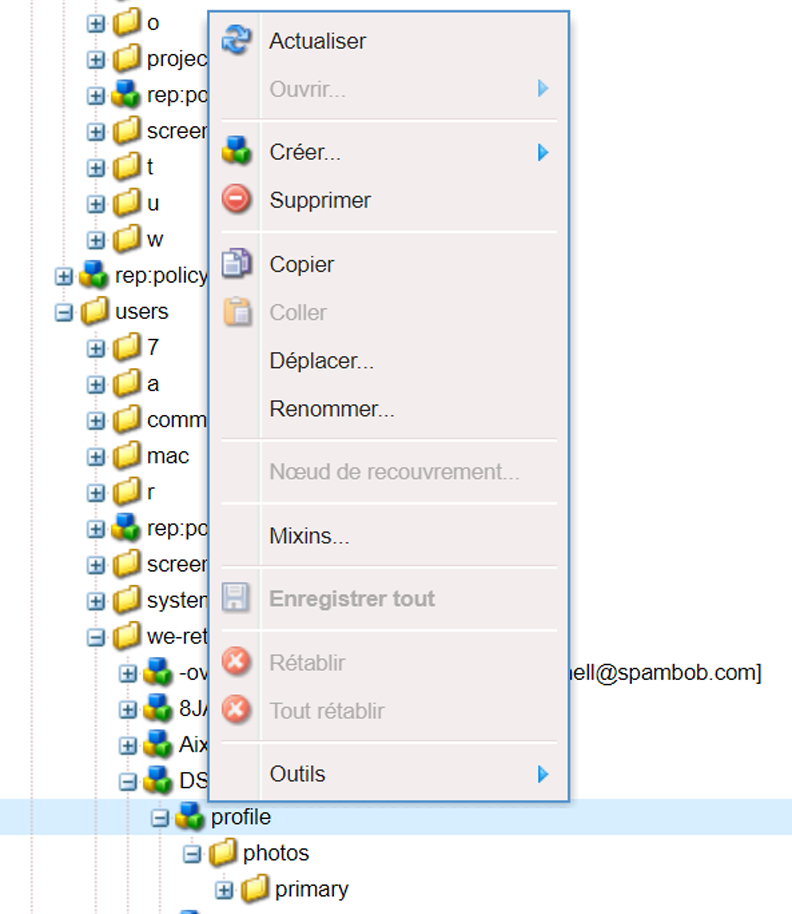 o
projec
rep:po
screer
t
u
w
rep:policy
users
7
a
comm
mac
r
rep:po
screer
systen
we-ret
-ov
8JA
Aix
DS
profile
photos
primary
Actualiser
Ouvrir...
Créer...
Supprimer
Copier
Coller
Déplacer...
Renommer...
Nœud de recouvrement...
Mixins...
Enregistrer tout
Rétablir
Tout rétablir
Outils
ell@spambob.com]